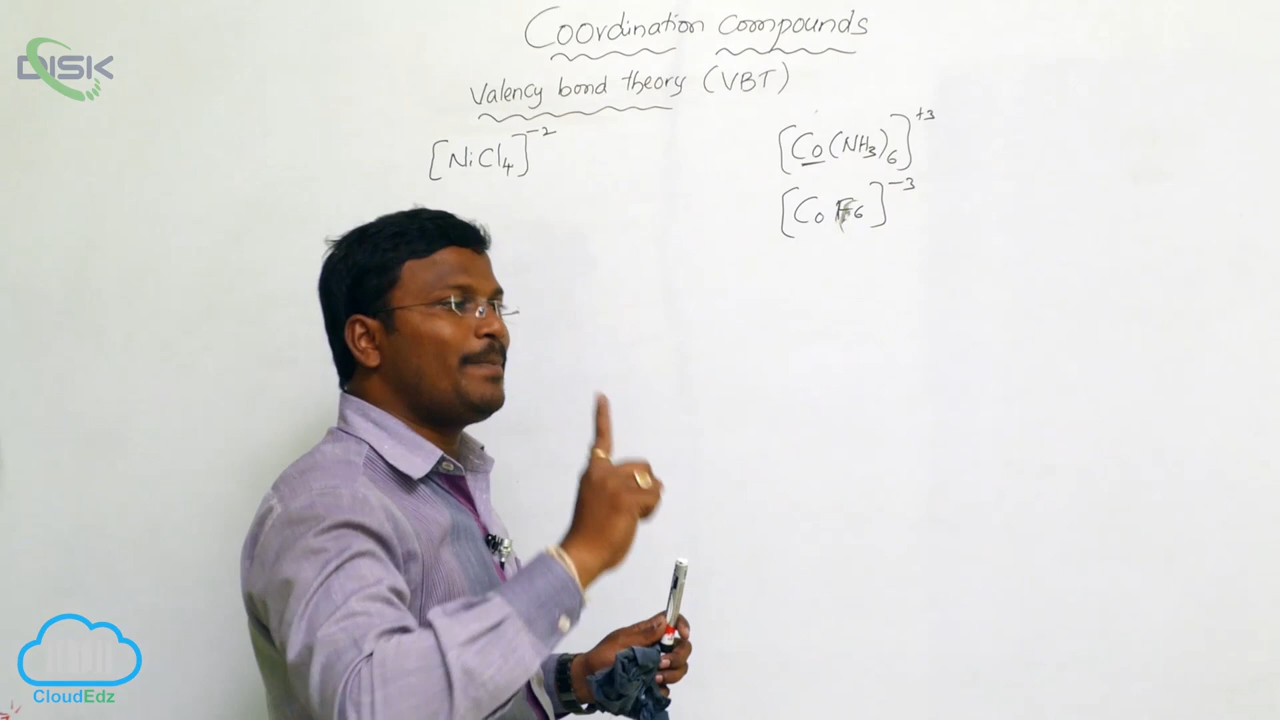 DISK
Coordination compounds
Valency bond theory (VBT)
[NiCl₄]⁻²
[Co(NH₃)₆]⁺³
[CoF₆]⁻³
CloudEdz